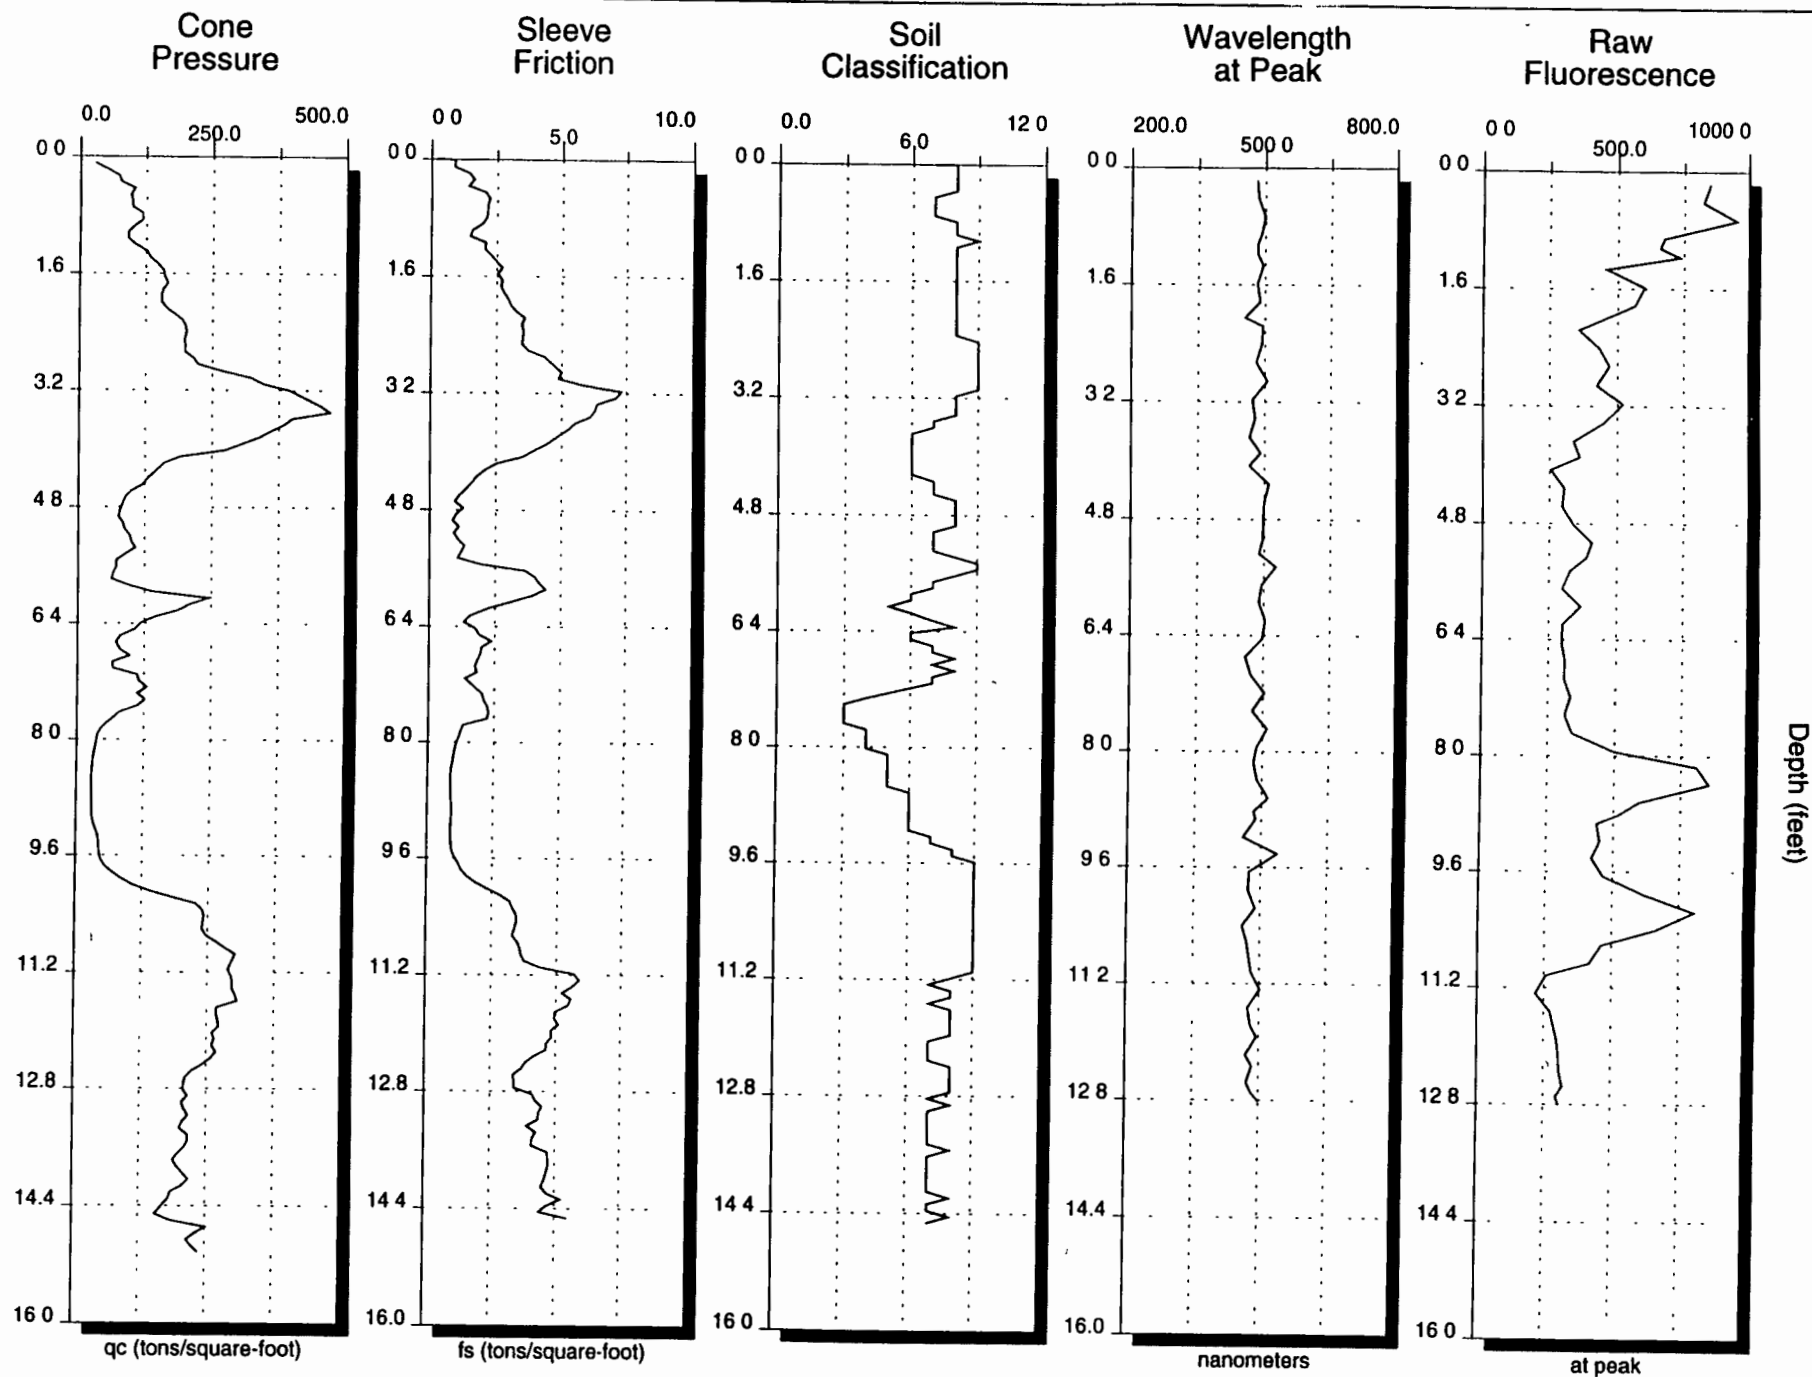 Cone
Pressure
Sleeve
Friction
Soil
Classification
Wavelength
at Peak
Raw
Fluorescence
0.0 250.0 500.0
0 0 5.0 10.0
0.0 6.0 12 0
200.0 500.0 800.0
0 0 500.0 1000 0
0 0
1.6
3.2
4.8
6 4
8 0
9.6
11.2
12.8
14.4
16 0
qc (tons/square-foot)
0 0
1.6
3 2
4.8
6 4
8 0
9 6
11.2
12.8
14 4
16.0
fs (tons/square-foot)
0 0
1.6
3.2
4.8
6 4
8 0
9.6
11.2
12.8
14 4
16 0
0 0
1.6
3 2
4.8
6.4
8 0
9 6
11 2
12 8
14.4
16.0
nanometers
0 0
1.6
3 2
4.8
6 4
8 0
9.6
11.2
12 8
14 4
16 0
at peak
Depth (feet)